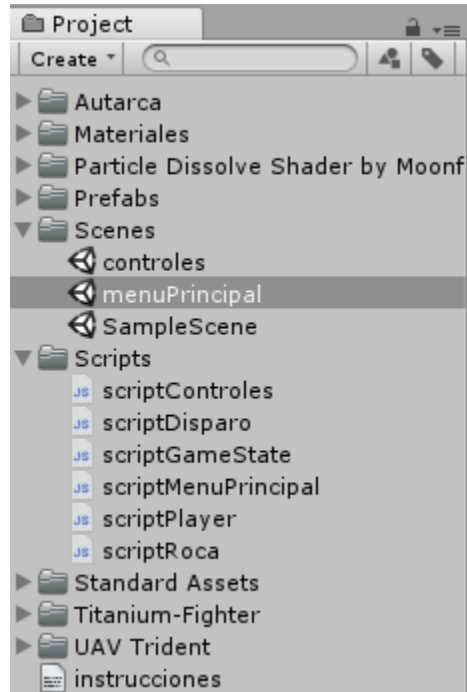 Project
Create
Autarca
Materiales
Particle Dissolve Shader by Moonf
Prefabs
Scenes
controles
menuPrincipal
SampleScene
Scripts
JS scriptControles
JS scriptDisparo
JS scriptGameState
JS scriptMenuPrincipal
JS scriptPlayer
JS scriptRoca
Standard Assets
Titanium-Fighter
UAV Trident
instrucciones